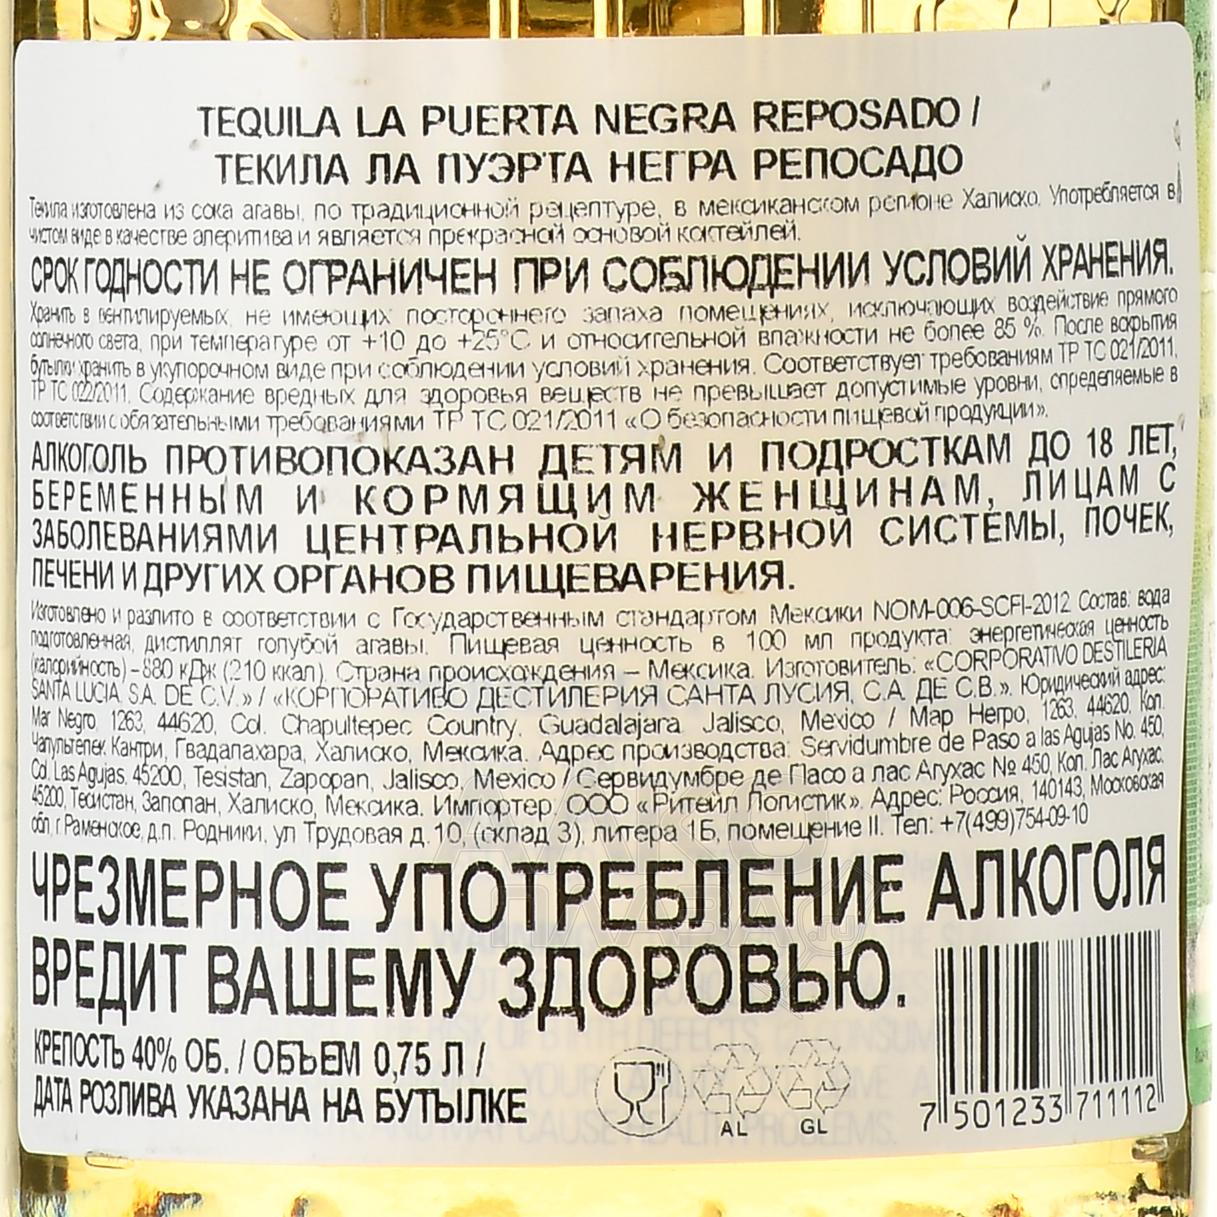 TEQUILA LA PUERTA NEGRA REPOSADO /
ТЕКИЛА ЛА ПУЭРТА НЕГРА РЕПОСАДО
Текила изготовлена из сока агавы, по традиционной рецептуре, в мексиканском регионе Халиско. Употребляется в
чистом виде в качестве аперитива и является прекрасной основой коктейлей.
СРОК ГОДНОСТИ НЕ ОГРАНИЧЕН ПРИ СОБЛЮДЕНИИ УСЛОВИЙ ХРАНЕНИЯ.
Хранить в вентилируемых, не имеющих постороннего запаха помещениях, исключающих воздействие прямого
солнечного света, при температуре от +10 до +25°С и относительной влажности не более 85 %. После вскрытия
бутылки хранить в укупорочном виде при соблюдении условий хранения. Соответствует требованиям ТР ТС 021/2011,
ТР ТС 022/2011. Содержание вредных для здоровья веществ не превышает допустимые уровни, определяемые в
соответствии с обязательными требованиями ТР ТС 021/2011 «О безопасности пищевой продукции».
АЛКОГОЛЬ ПРОТИВОПОКАЗАН ДЕТЯМ И ПОДРОСТКАМ ДО 18 ЛЕТ,
БЕРЕМЕННЫМ И КОРМЯЩИМ ЖЕНЩИНАМ, ЛИЦАМ С
ЗАБОЛЕВАНИЯМИ ЦЕНТРАЛЬНОЙ НЕРВНОЙ СИСТЕМЫ, ПОЧЕК,
ПЕЧЕНИ И ДРУГИХ ОРГАНОВ ПИЩЕВАРЕНИЯ.
Изготовлено и разлито в соответствии с Государственным стандартом Мексики NOM-006-SCFI-2012. Состав: вода
подготовленная, дистиллят голубой агавы. Пищевая ценность в 100 мл продукта: энергетическая ценность
(калорийность) – 880 кДж (210 ккал). Страна происхождения – Мексика. Изготовитель: «CORPORATIVO DESTILERIA
SANTA LUCIA, S.A. DE C.V.» / «КОРПОРАТИВО ДЕСТИЛЕРИЯ САНТА ЛУСИЯ, С.А. ДЕ С.В.». Юридический адрес:
Mar Negro, 1263, 44620, Col. Chapultepec Country, Guadalajara, Jalisco, Mexico / Мар Негро, 1263, 44620, Кол.
Чапультепек Кантри, Гвадалахара, Халиско, Мексика. Адрес производства: Servidumbre de Paso a las Agujas No. 450,
Col. Las Agujas, 45200, Tesistan, Zapopan, Jalisco, Mexico / Сервидумбре де Пасо а лас Агухас № 450, Кол. Лас Агухас,
45200, Тесистан, Запопан, Халиско, Мексика. Импортер: ООО «Ритейл Логистик». Адрес: Россия, 140143, Московская
обл, г. Раменское, д.п. Родники, ул Трудовая д. 10, (склад 3), литера 1Б, помещение II. Тел.: +7(499)754-09-10
ЧРЕЗМЕРНОЕ УПОТРЕБЛЕНИЕ АЛКОГОЛЯ
ВРЕДИТ ВАШЕМУ ЗДОРОВЬЮ.
КРЕПОСТЬ 40% ОБ. / ОБЪЕМ 0,75 Л /
ДАТА РОЗЛИВА УКАЗАНА НА БУТЫЛКЕ
AL GL
7 501233 711112